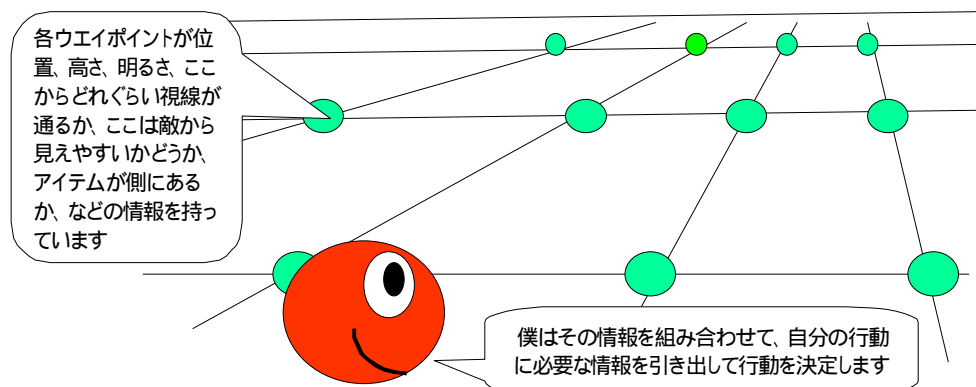 各ウエイポイントが位
置、高さ、明るさ、ここ
からどれぐらい視線が
通るか、ここは敵から
見えやすいかどうか、
アイテムが側にある
か、などの情報を持っ
ています
僕はその情報を組み合わせて、自分の行動
に必要な情報を引き出して行動を決定します